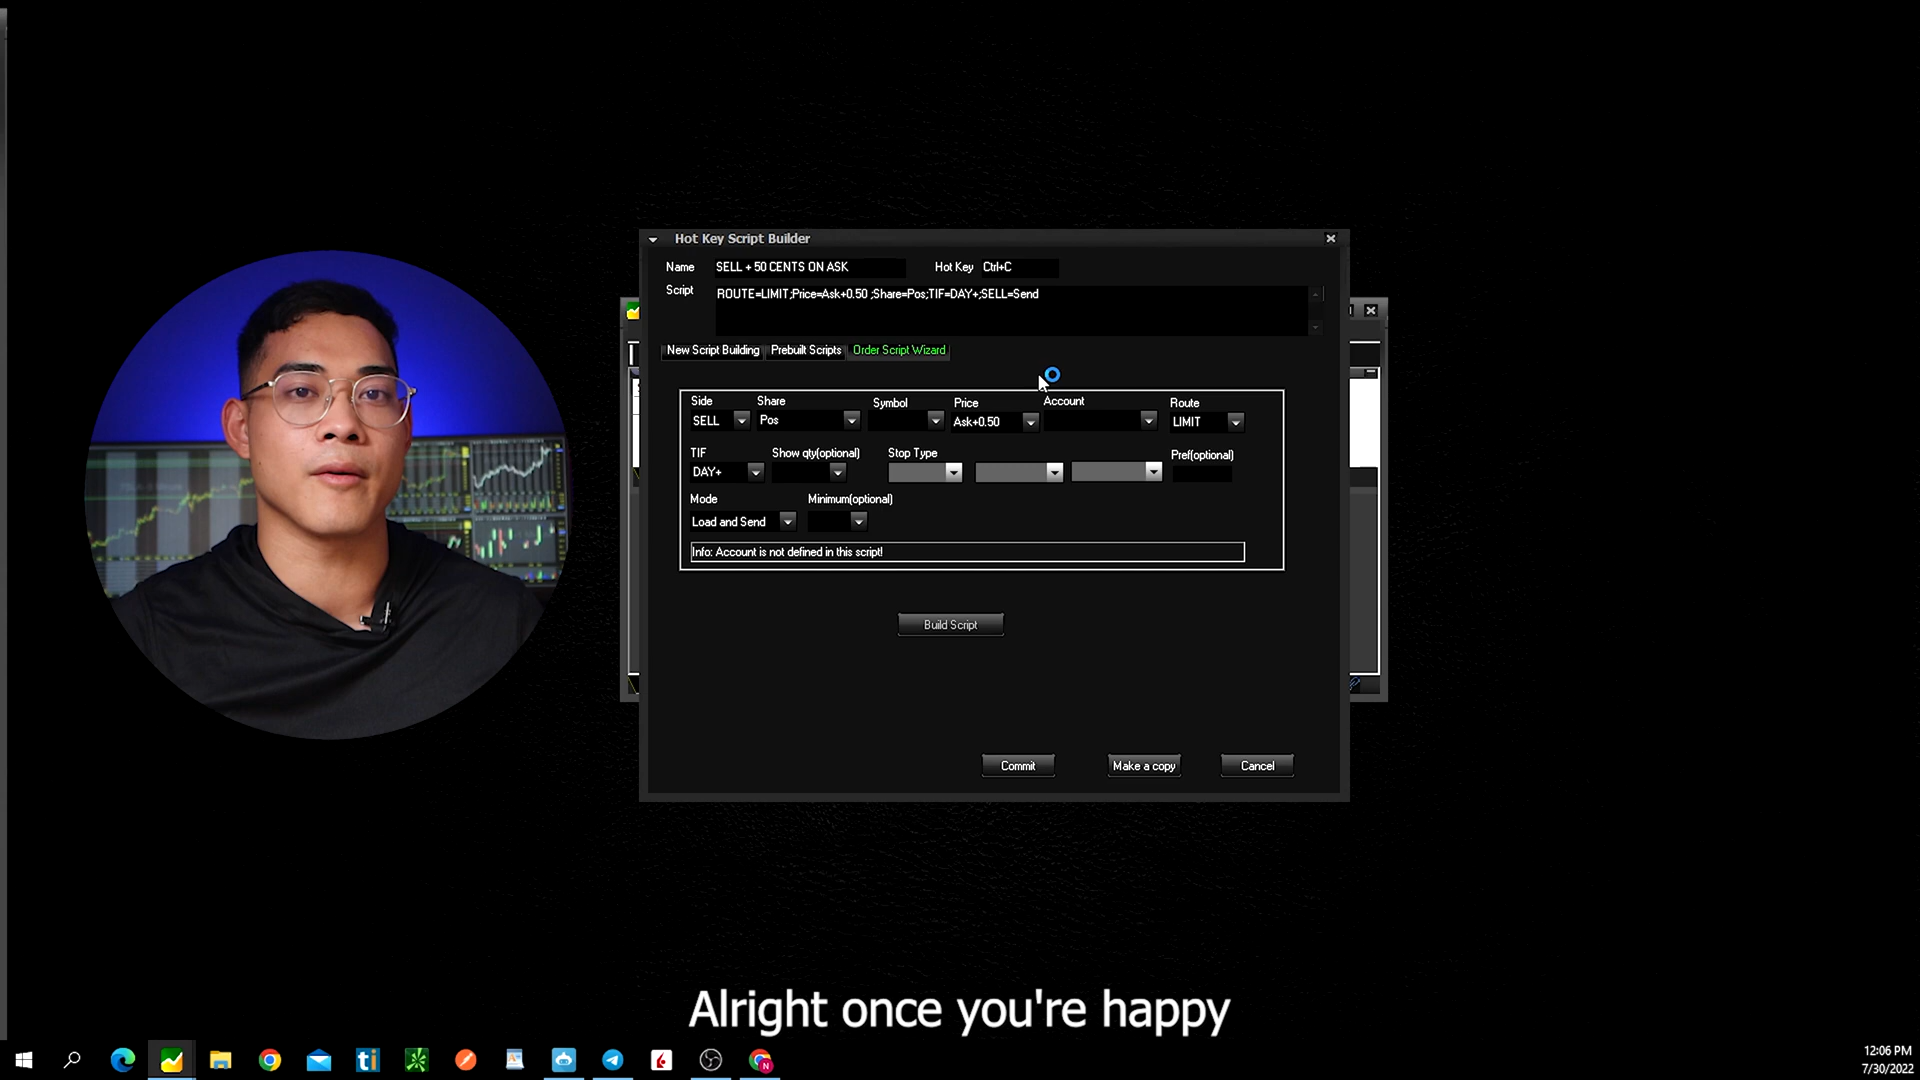 Hot Key Script Builder
Name SELL + 50 CENTS ON ASK Hot Key Ctrl+C
Script ROUTE=LIMIT;Price=Ask+0.50 ;Share=Pos;TIF=DAY+;SELL=Send
New Script Building Prebuilt Scripts Order Script Wizard
Side Share Symbol Price Account Route
SELL Pos Ask+0.50 LIMIT
TIF Show qty(optional) Stop Type Pref(optional)
DAY+
Mode Minimum(optional)
Load and Send
Info: Account is not defined in this script!
Build Script
Commit Make a copy Cancel
Alright once you're happy
ti
N
12:06 PM
7/30/2022